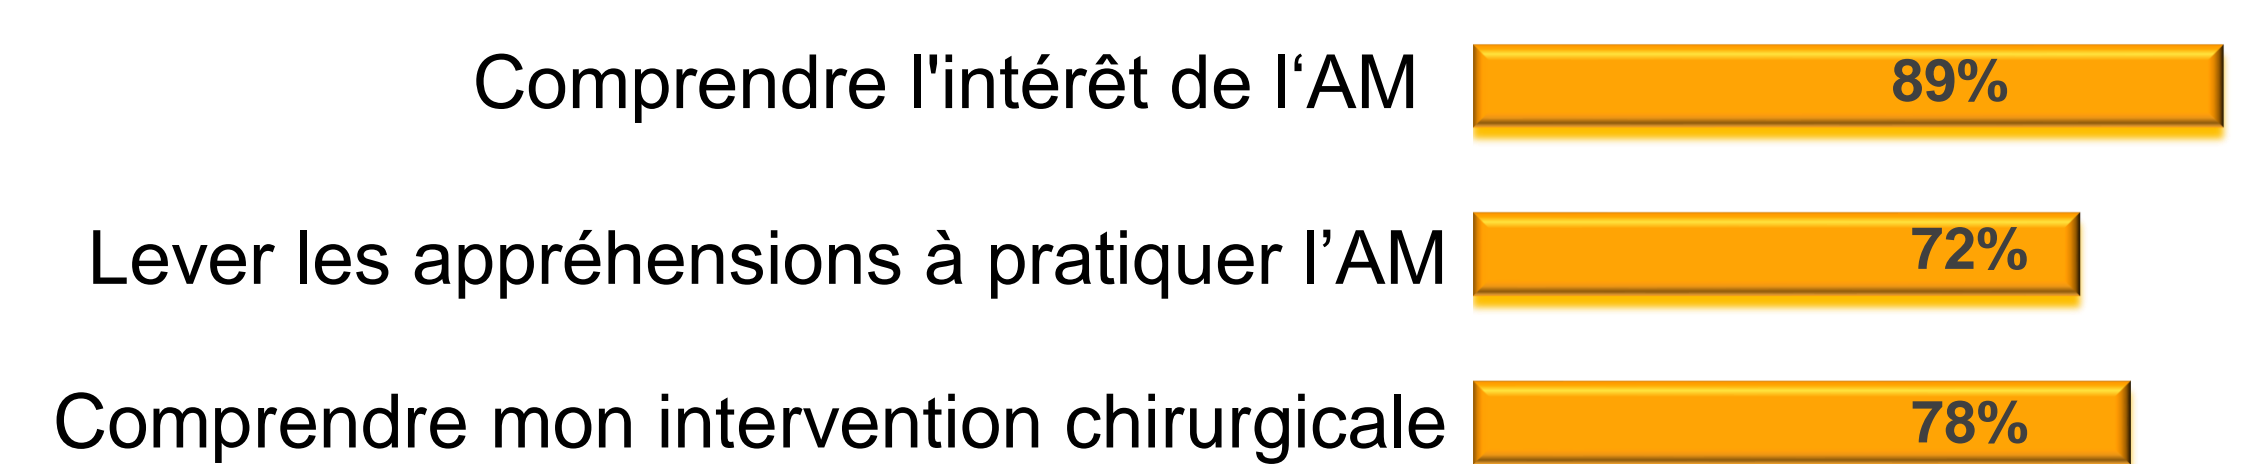 Comprendre l'intérêt de l‘AM 89%
Lever les appréhensions à pratiquer l’AM 72%
Comprendre mon intervention chirurgicale 78%